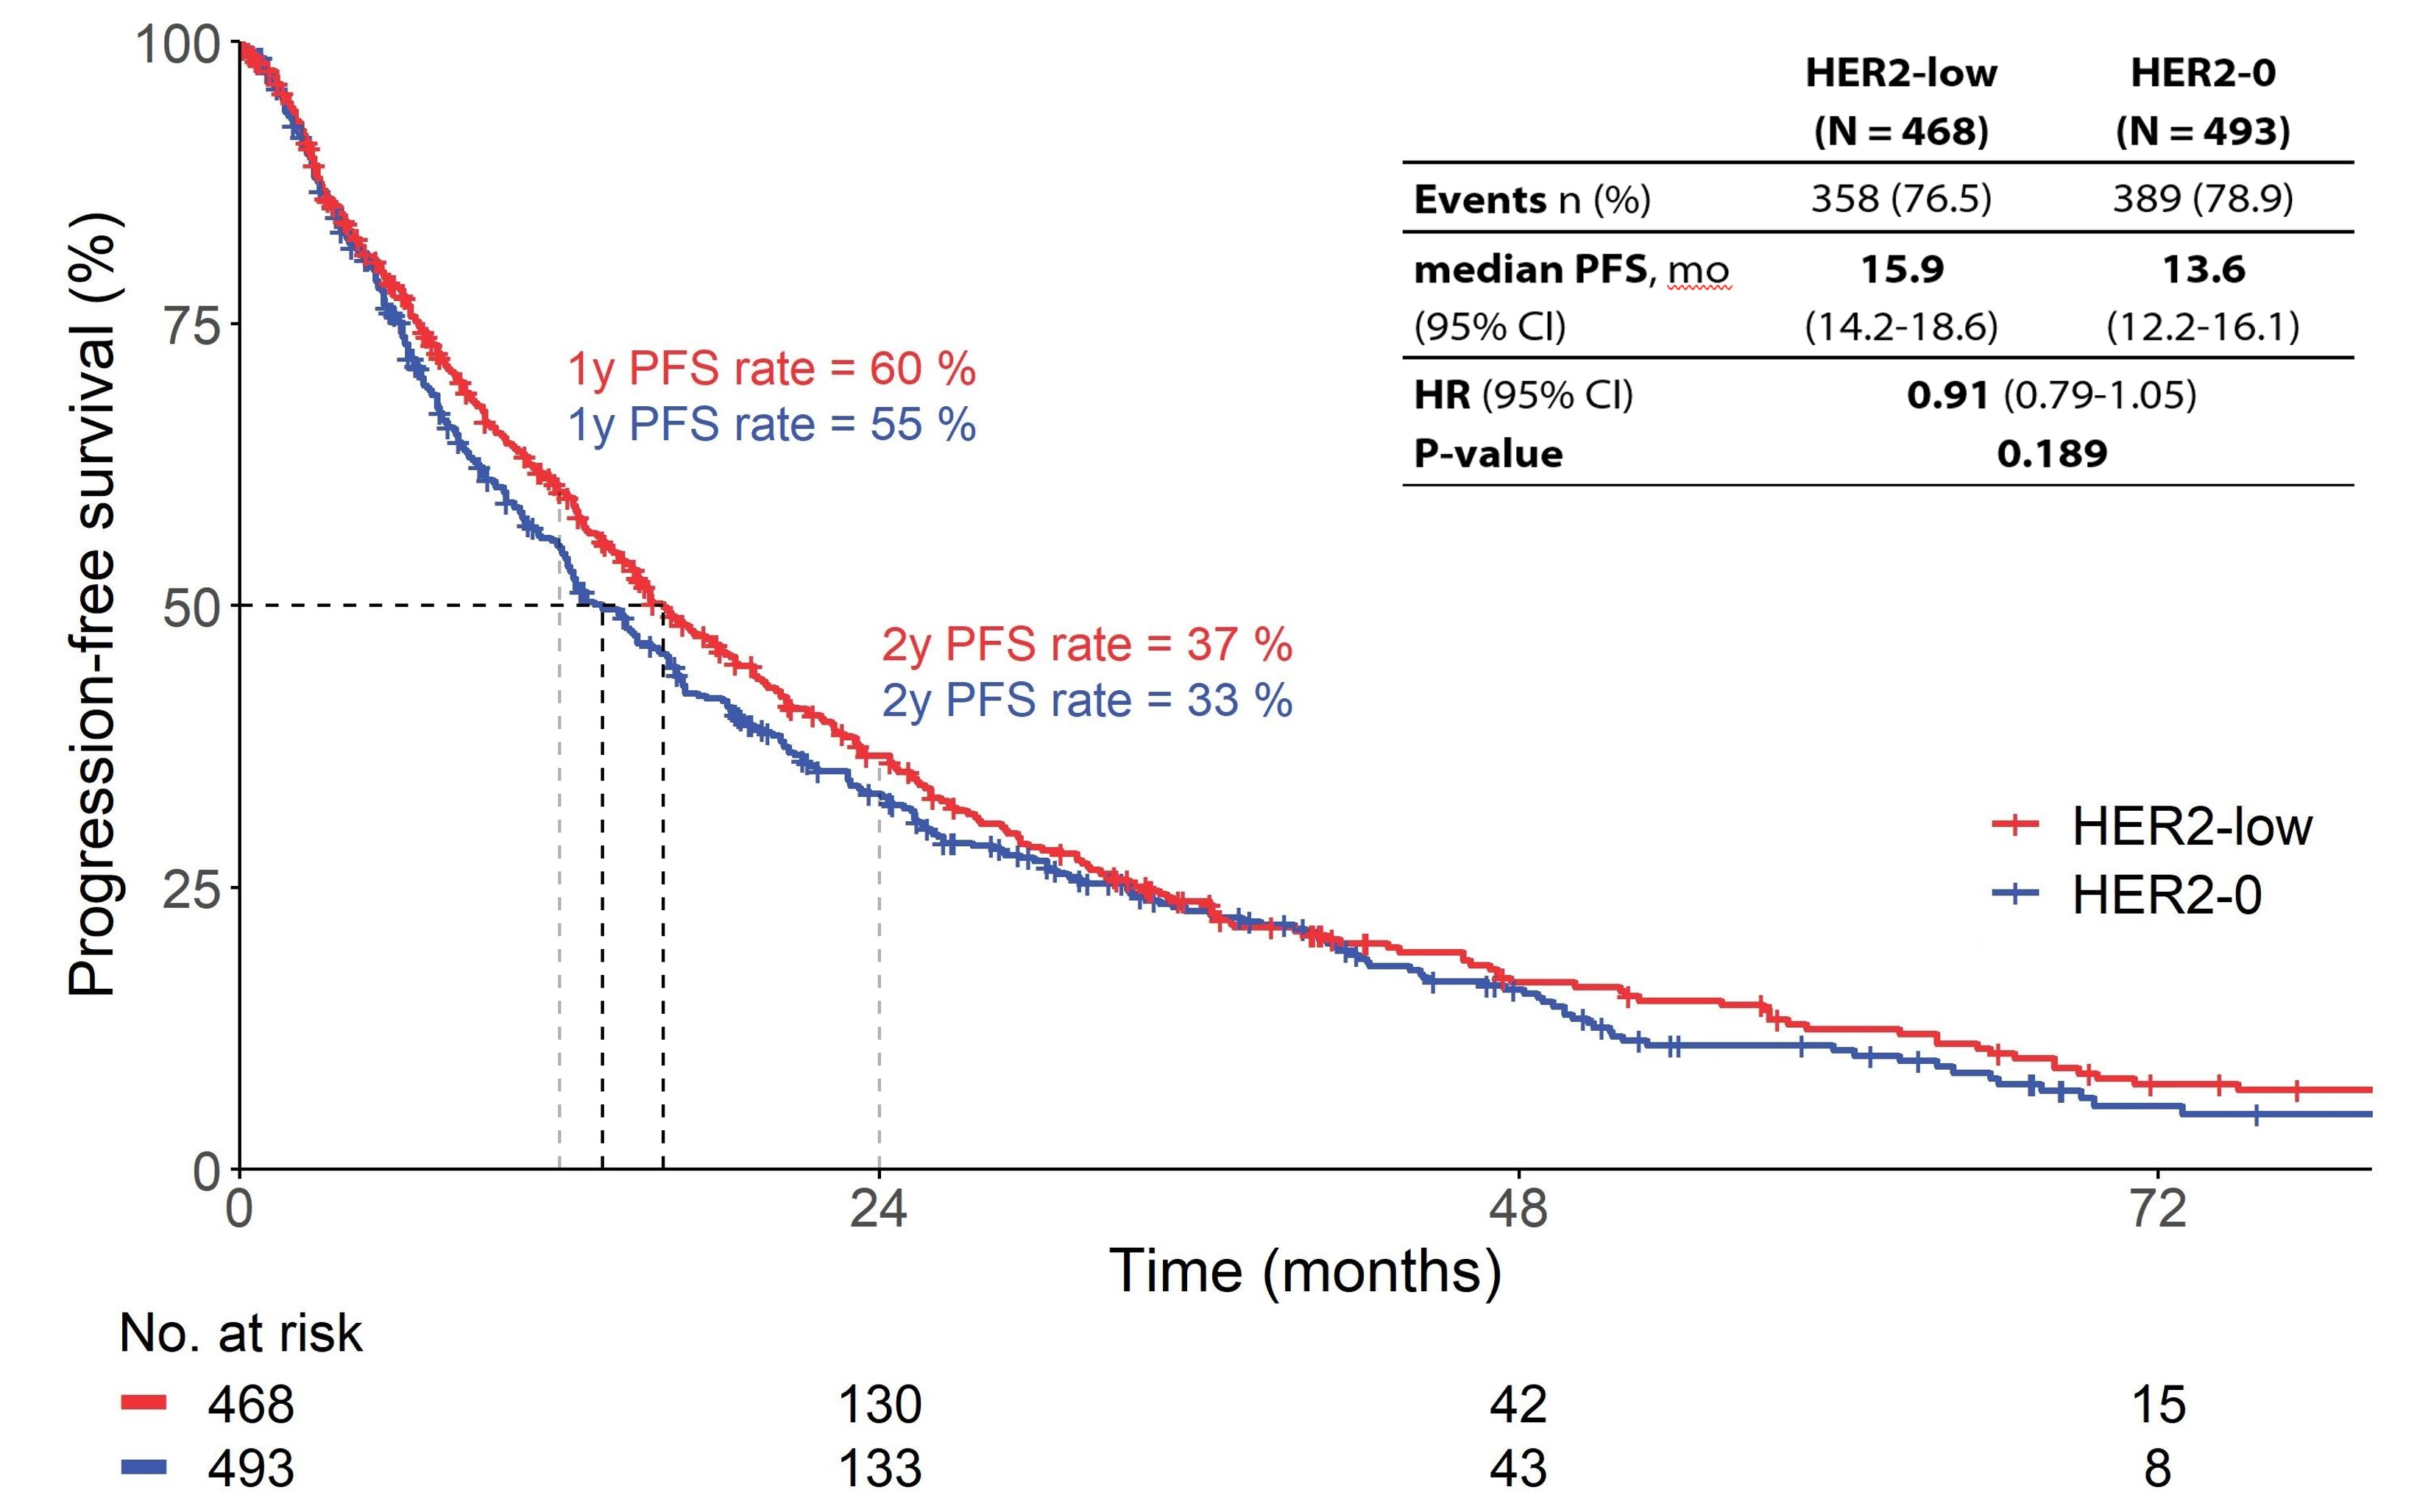 HER2-low HER2-0
(N = 468) (N = 493)
Events n (%) 358 (76.5) 389 (78.9)
median PFS, mo 15.9 13.6
(95% CI) (14.2-18.6) (12.2-16.1)
HR (95% CI) 0.91 (0.79-1.05)
P-value 0.189
Progression-free survival (%)
100
75
50
25
0
1y PFS rate = 60 %
1y PFS rate = 55 %
2y PFS rate = 37 %
2y PFS rate = 33 %
HER2-low
HER2-0
0 24 48 72
Time (months)
No. at risk
468 130 42 15
493 133 43 8